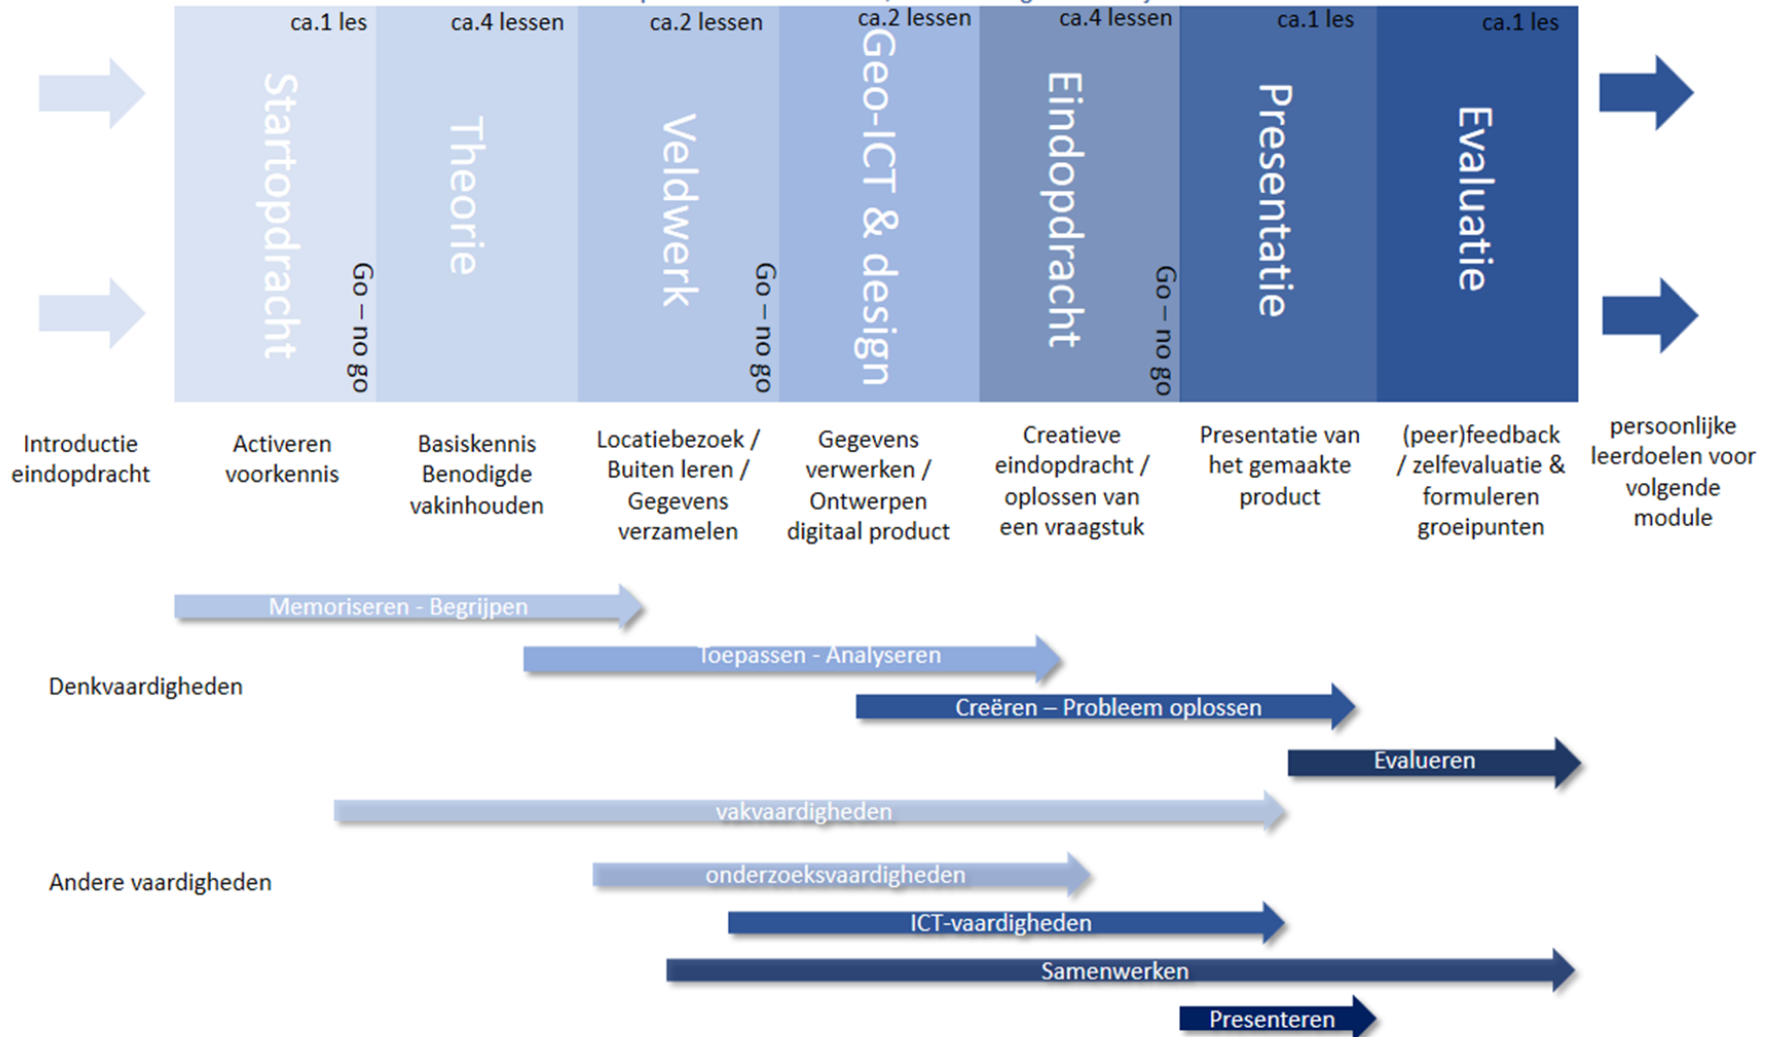 ca.1 les
ca.4 lessen
ca.2 lessen
ca.2 lessen
ca.4 lessen
ca.1 les
ca.1 les
Startopdracht
Theorie
Veldwerk
Geo-ICT & design
Eindopdracht
Presentatie
Evaluatie
Go – no go
Go – no go
Go – no go
Introductie
eindopdracht
Activeren
voorkennis
Basiskennis
Benodigde
vakinhouden
Locatiebezoek /
Buiten leren /
Gegevens
verzamelen
Gegevens
verwerken /
Ontwerpen
digitaal product
Creatieve
eindopdracht /
oplossen van
een vraagstuk
Presentatie van
het gemaakte
product
(peer)feedback
/ zelfevaluatie &
formuleren
groeipunten
persoonlijke
leerdoelen voor
volgende
module
Memoriseren - Begrijpen
Toepassen - Analyseren
Denkvaardigheden
Creëren – Probleem oplossen
Evalueren
vakvaardigheden
onderzoeksvaardigheden
Andere vaardigheden
ICT-vaardigheden
Samenwerken
Presenteren